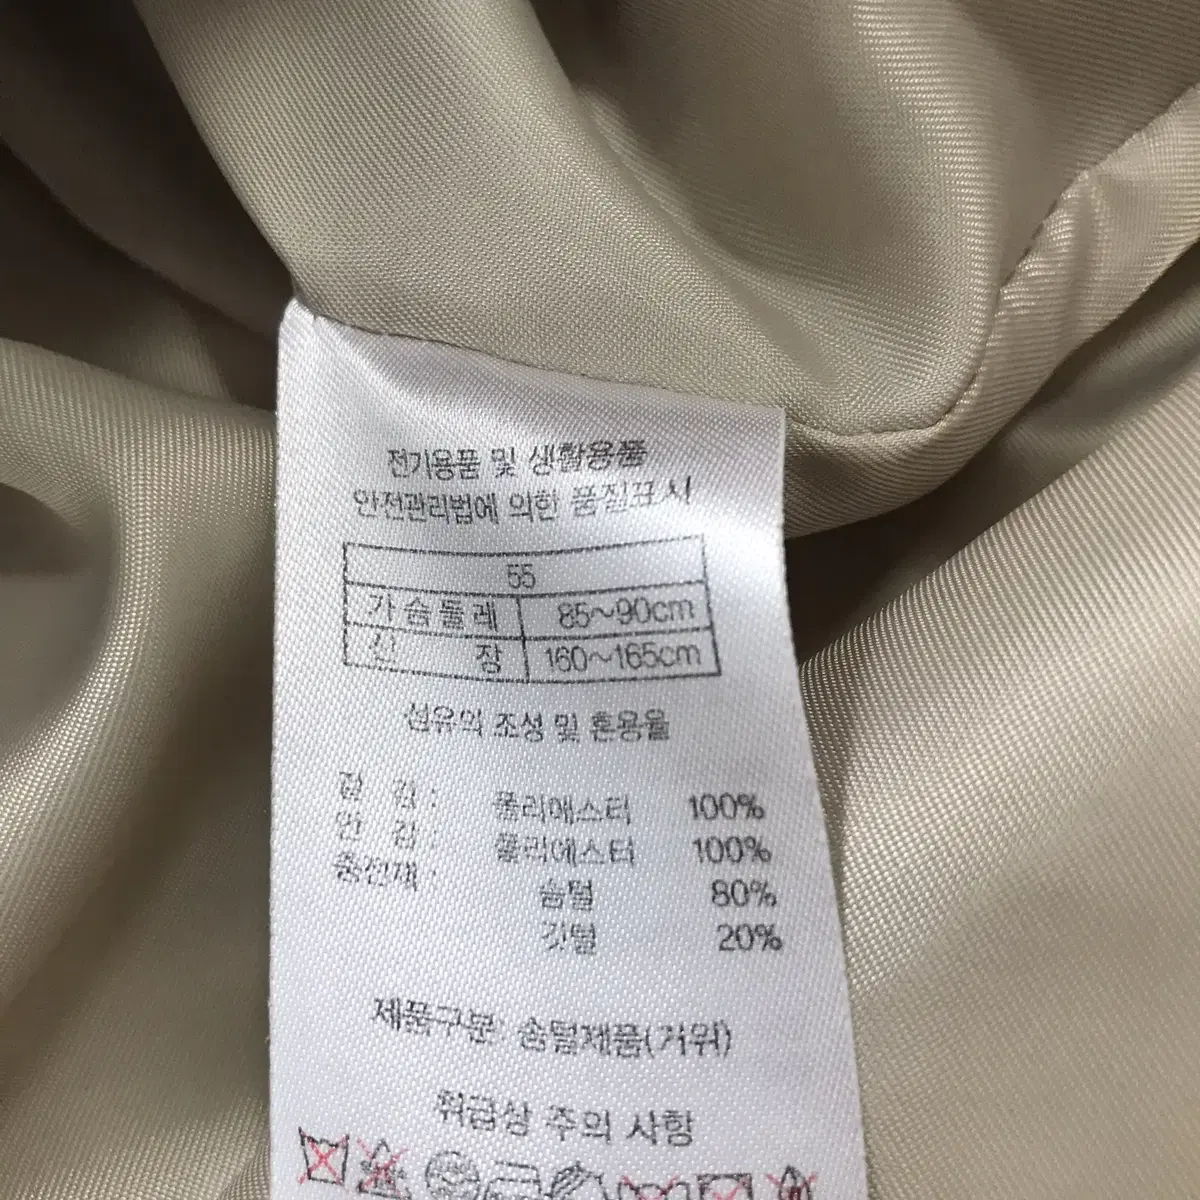 전기용품 및 생활용품
안전관리법에 의한 품질표시
55
가슴둘레 85~90cm
신 장 160~165cm
섬유의 조성 및 혼용율
겉 감 : 폴리에스터 100%
안 감 : 폴리에스터 100%
충전재 : 솜털 80%
깃털 20%
제품구분: 솜털제품(거위)
취급상 주의 사항